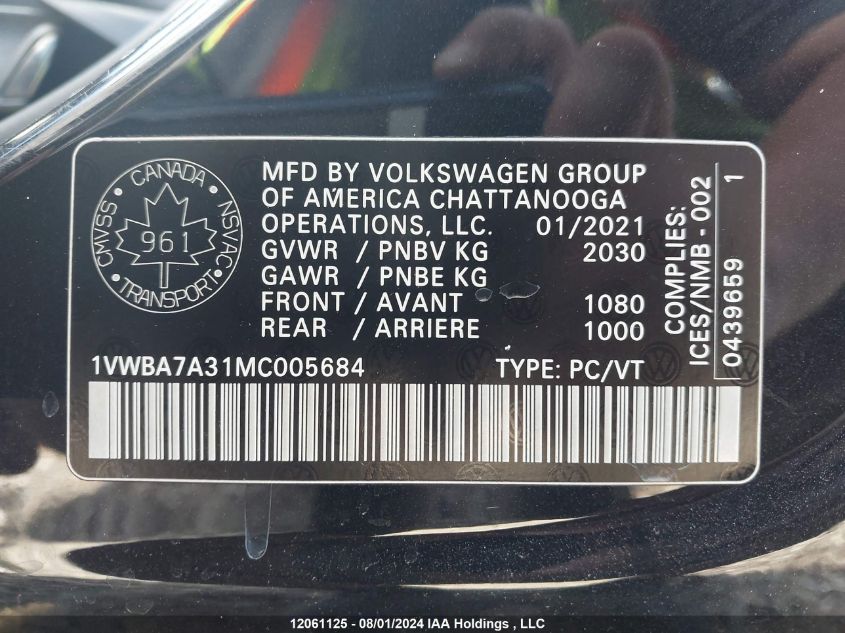 CMVSS CANADA NSVAC
961
TRANSPORT
MFD BY VOLKSWAGEN GROUP
OF AMERICA CHATTANOOGA
OPERATIONS, LLC. 01/2021
GVWR / PNBV KG 2030
GAWR / PNBE KG
FRONT / AVANT 1080
REAR / ARRIERE 1000
COMPLIES:
ICES/NMB - 002
0439659 1
1VWBA7A31MC005684 TYPE: PC/VT
12061125 - 08/01/2024 IAA Holdings , LLC